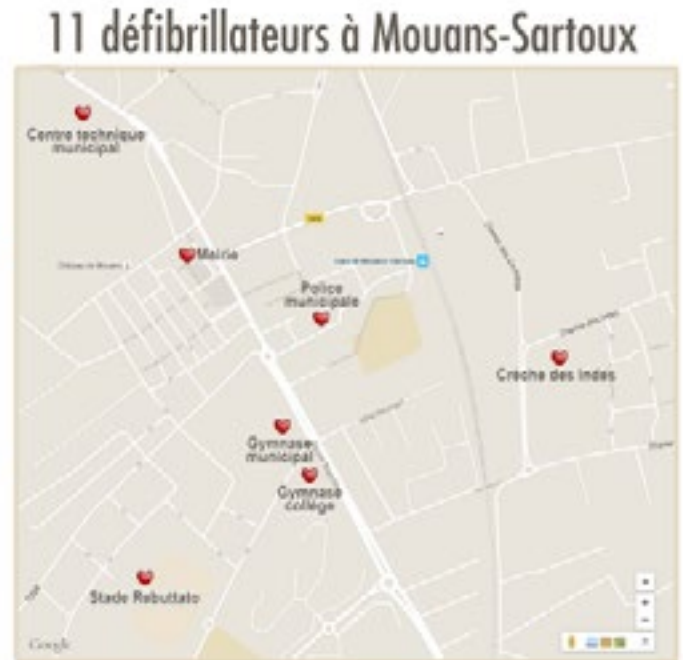 11 défibrillateurs à Mouans-Sartoux
Centre technique
municipal
Mairie
Police
municipale
Crèche des Indes
Gymnase
municipal
Gymnase
collège
Stade Rebuttato
Google